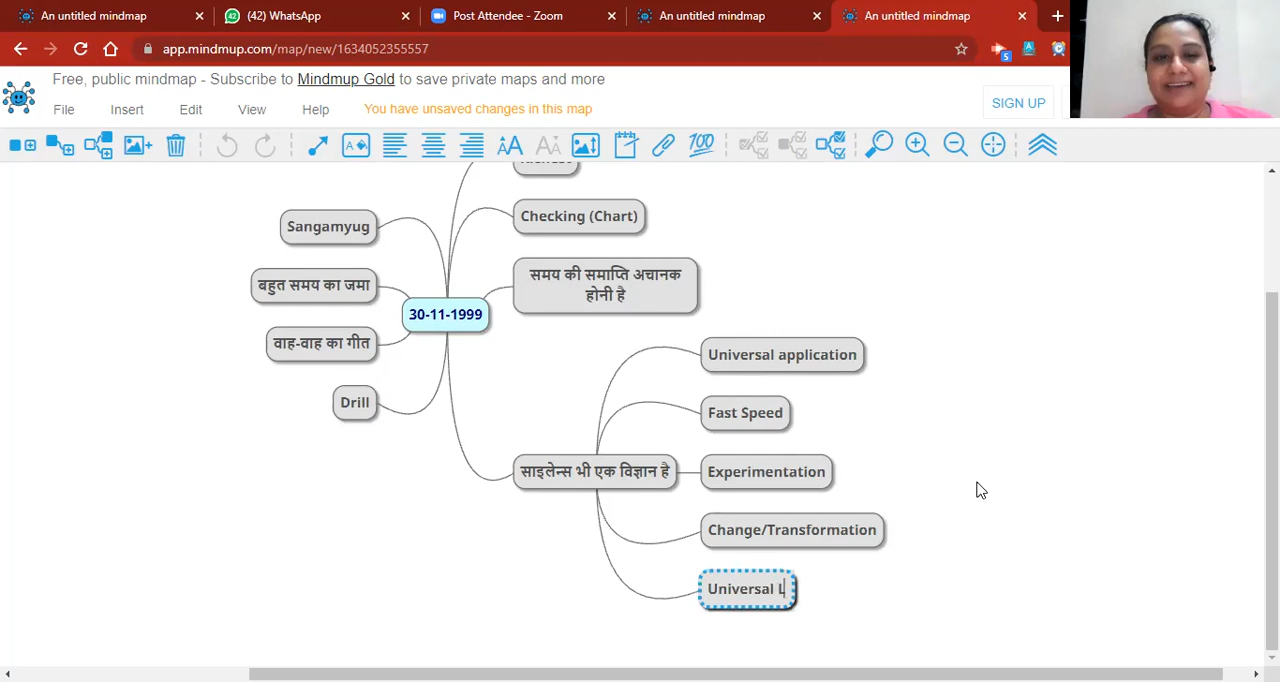 An untitled mindmap
(42) WhatsApp
Post Attendee - Zoom
An untitled mindmap
An untitled mindmap
app.mindmup.com/map/new/1634052355557
Free, public mindmap - Subscribe to Mindmup Gold to save private maps and more
File Insert Edit View Help You have unsaved changes in this map
SIGN UP
Checking (Chart)
Sangamyug
समय की समाप्ति अचानक
होनी है
बहुत समय का जमा
30-11-1999
वाह-वाह का गीत
Drill
Universal application
Fast Speed
साइलेन्स भी एक विज्ञान है
Experimentation
Change/Transformation
Universal L